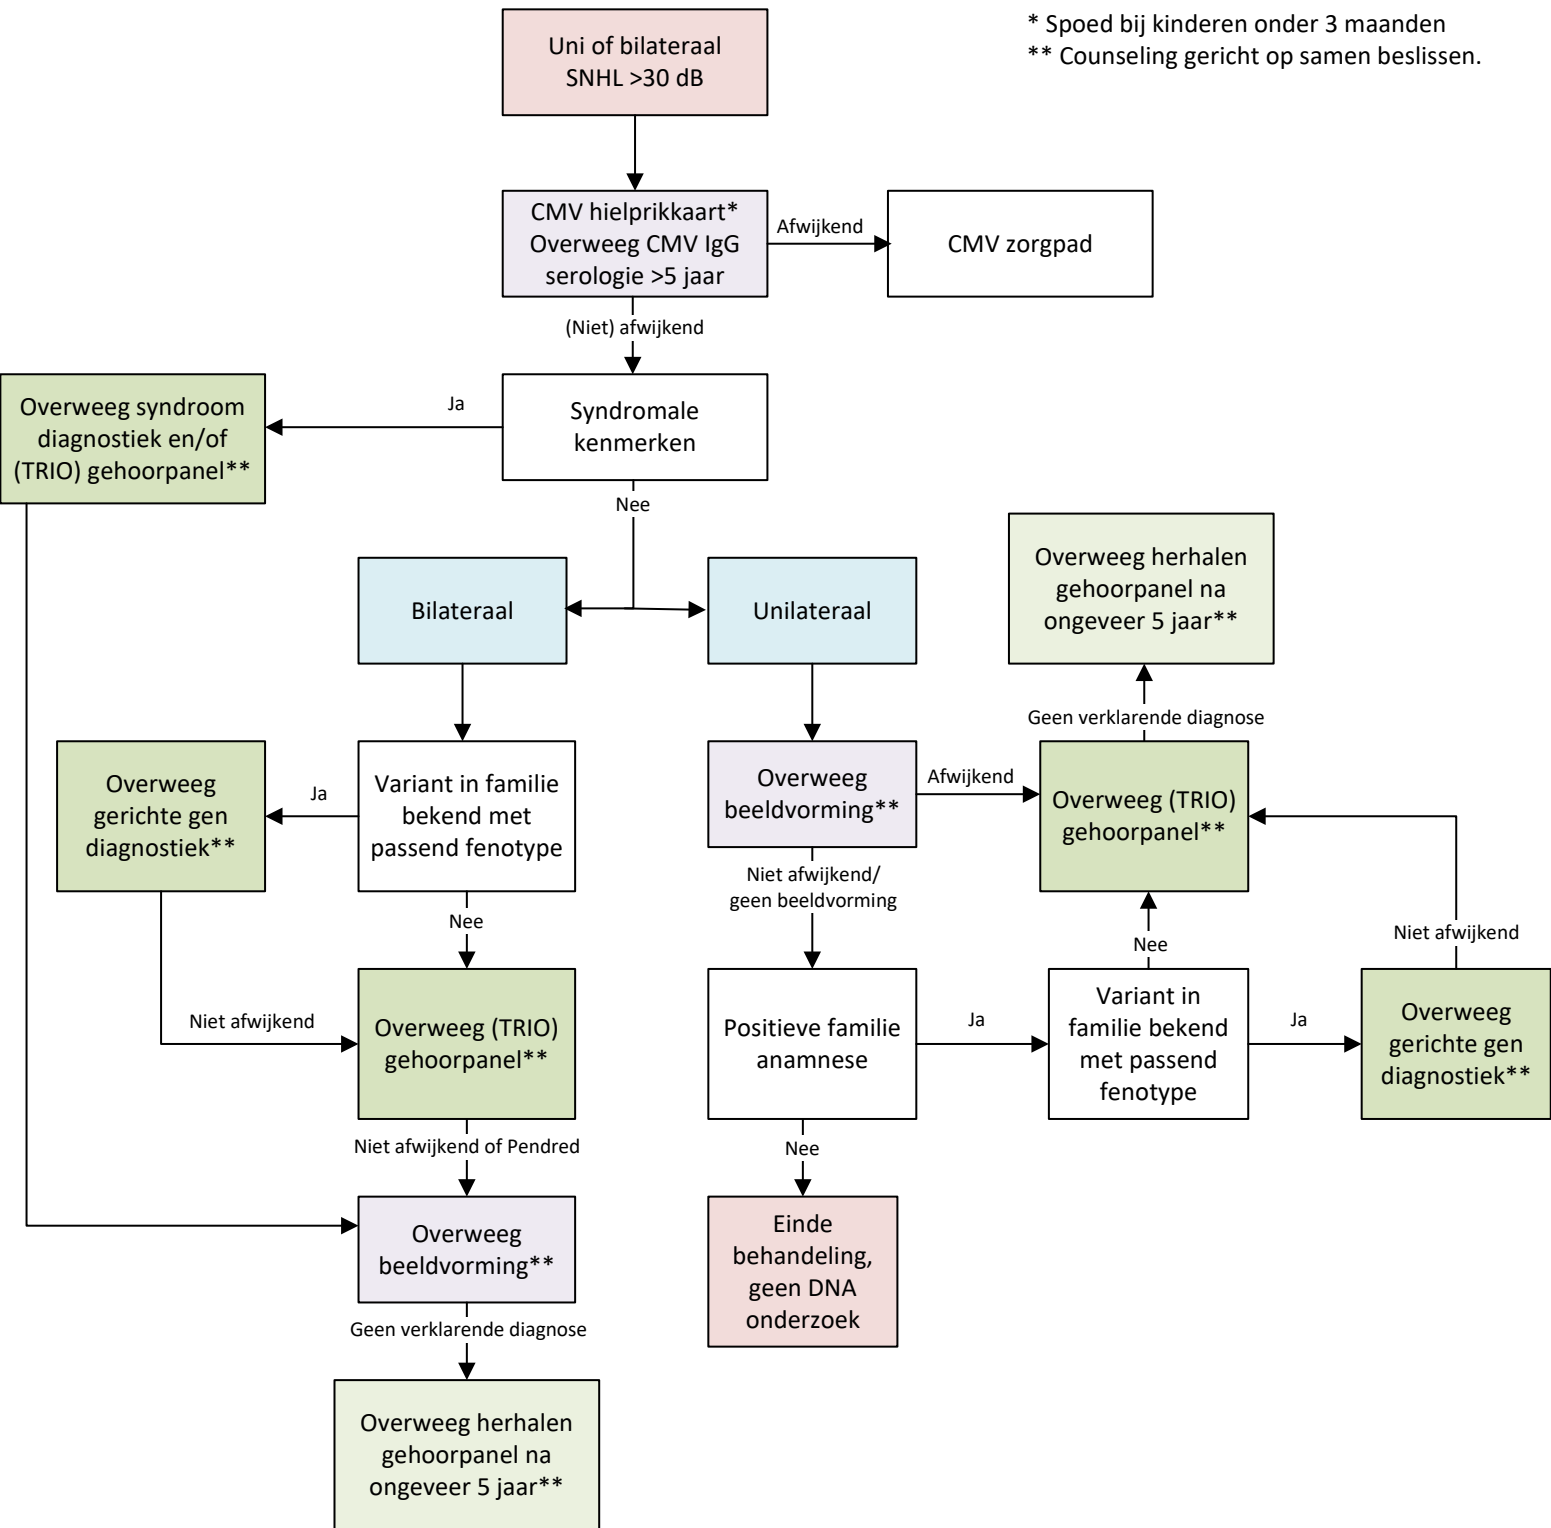 * Spoed bij kinderen onder 3 maanden
** Counseling gericht op samen beslissen.
Uni of bilateraal
SNHL >30 dB
CMV hielprikkaart*
Overweeg CMV IgG
serologie >5 jaar
Afwijkend
CMV zorgpad
(Niet) afwijkend
Overweeg syndroom
diagnostiek en/of
(TRIO) gehoorpanel**
Ja
Syndromale
kenmerken
Nee
Bilateraal
Unilateraal
Overweeg herhalen
gehoorpanel na
ongeveer 5 jaar**
Geen verklarende diagnose
Overweeg
gerichte gen
diagnostiek**
Ja
Variant in familie
bekend met
passend fenotype
Overweeg
beeldvorming**
Afwijkend
Overweeg (TRIO)
gehoorpanel**
Niet afwijkend/
geen beeldvorming
Nee
Nee
Niet afwijkend
Niet afwijkend
Overweeg (TRIO)
gehoorpanel**
Positieve familie
anamnese
Ja
Variant in
familie bekend
met passend
fenotype
Ja
Overweeg
gerichte gen
diagnostiek**
Niet afwijkend of Pendred
Nee
Overweeg
beeldvorming**
Einde
behandeling,
geen DNA
onderzoek
Geen verklarende diagnose
Overweeg herhalen
gehoorpanel na
ongeveer 5 jaar**